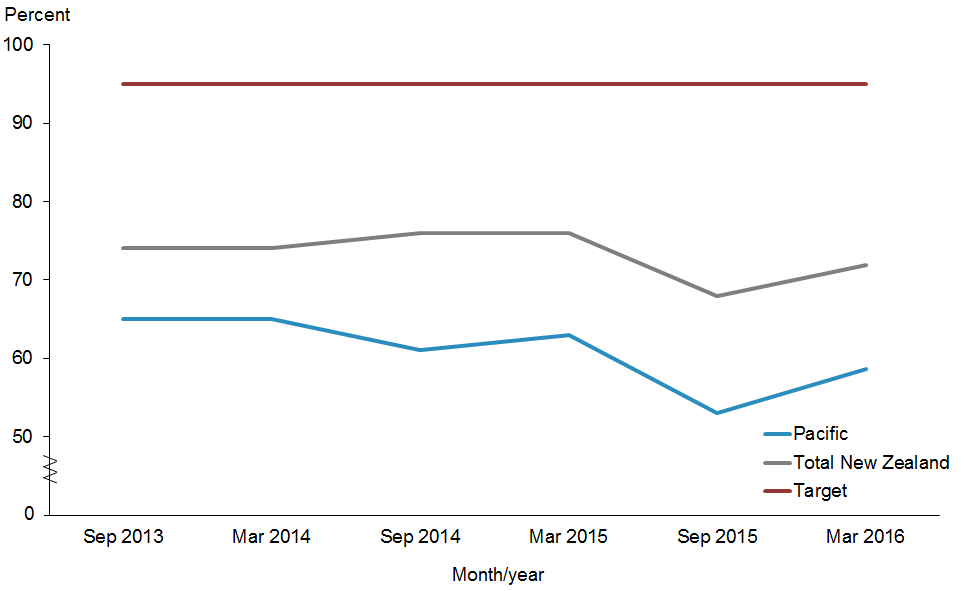 Percent
100
90
80
70
60
50
0
Pacific
Total New Zealand
Target
Sep 2013 Mar 2014 Sep 2014 Mar 2015 Sep 2015 Mar 2016
Month/year